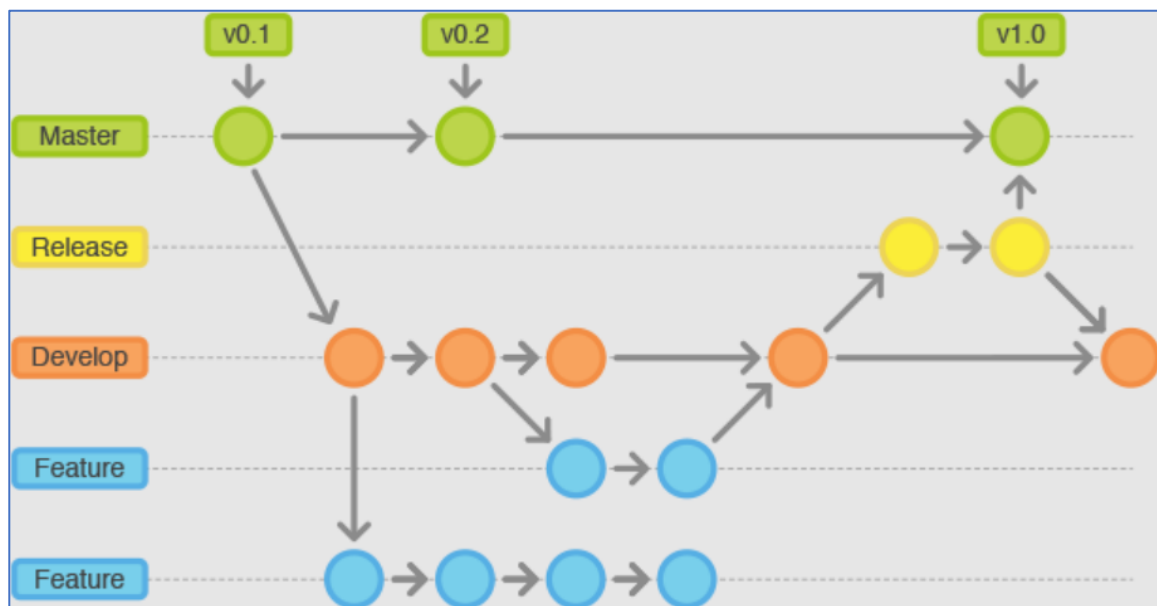 v0.1
v0.2
v1.0
Master
Release
Develop
Feature
Feature